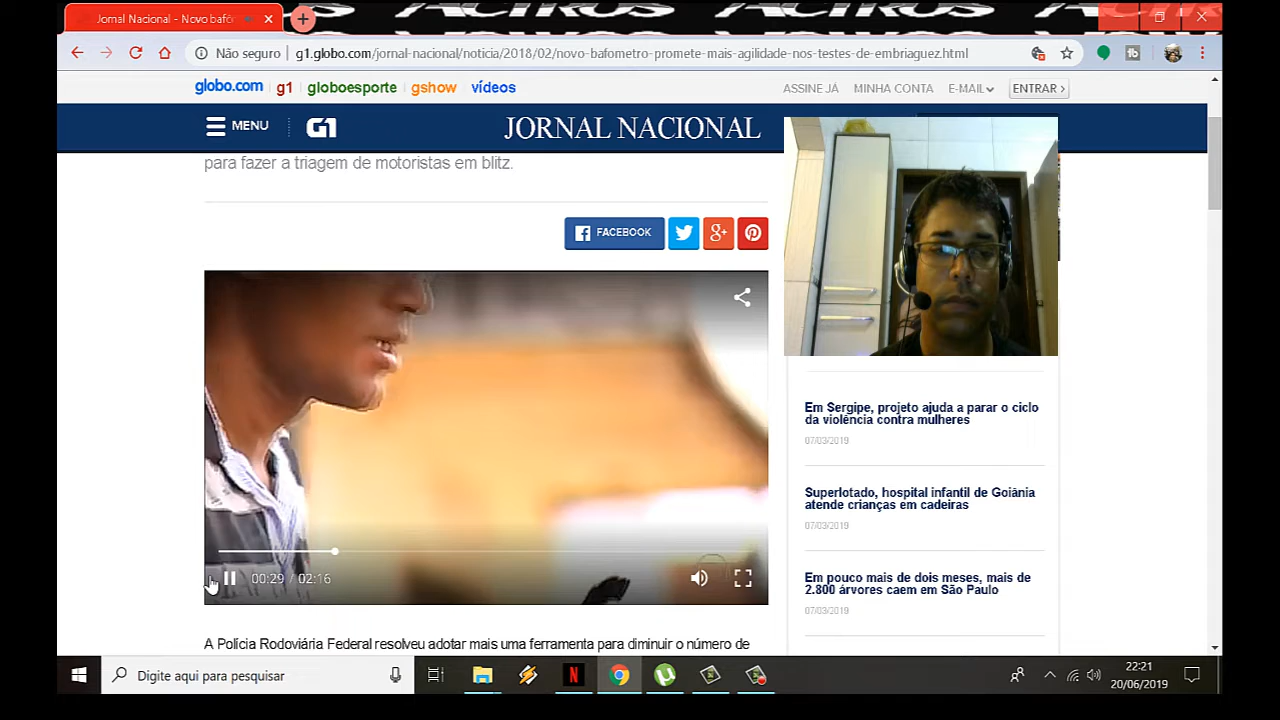 Jornal Nacional - Novo bafô
Não seguro
g1.globo.com/jornal-nacional/noticia/2018/02/novo-bafometro-promete-mais-agilidade-nos-testes-de-embriaguez.html
globo.com g1 globoesporte gshow vídeos
ASSINE JÁ MINHA CONTA E-MAIL ENTRAR
MENU G1 JORNAL NACIONAL
para fazer a triagem de motoristas em blitz.
FACEBOOK
Em Sergipe, projeto ajuda a parar o ciclo
da violência contra mulheres
07/03/2019
Superlotado, hospital infantil de Goiânia
atende crianças em cadeiras
07/03/2019
Em pouco mais de dois meses, mais de
2.800 árvores caem em São Paulo
07/03/2019
00:29 / 02:16
A Polícia Rodoviária Federal resolveu adotar mais uma ferramenta para diminuir o número de
Digite aqui para pesquisar
22:21
20/06/2019